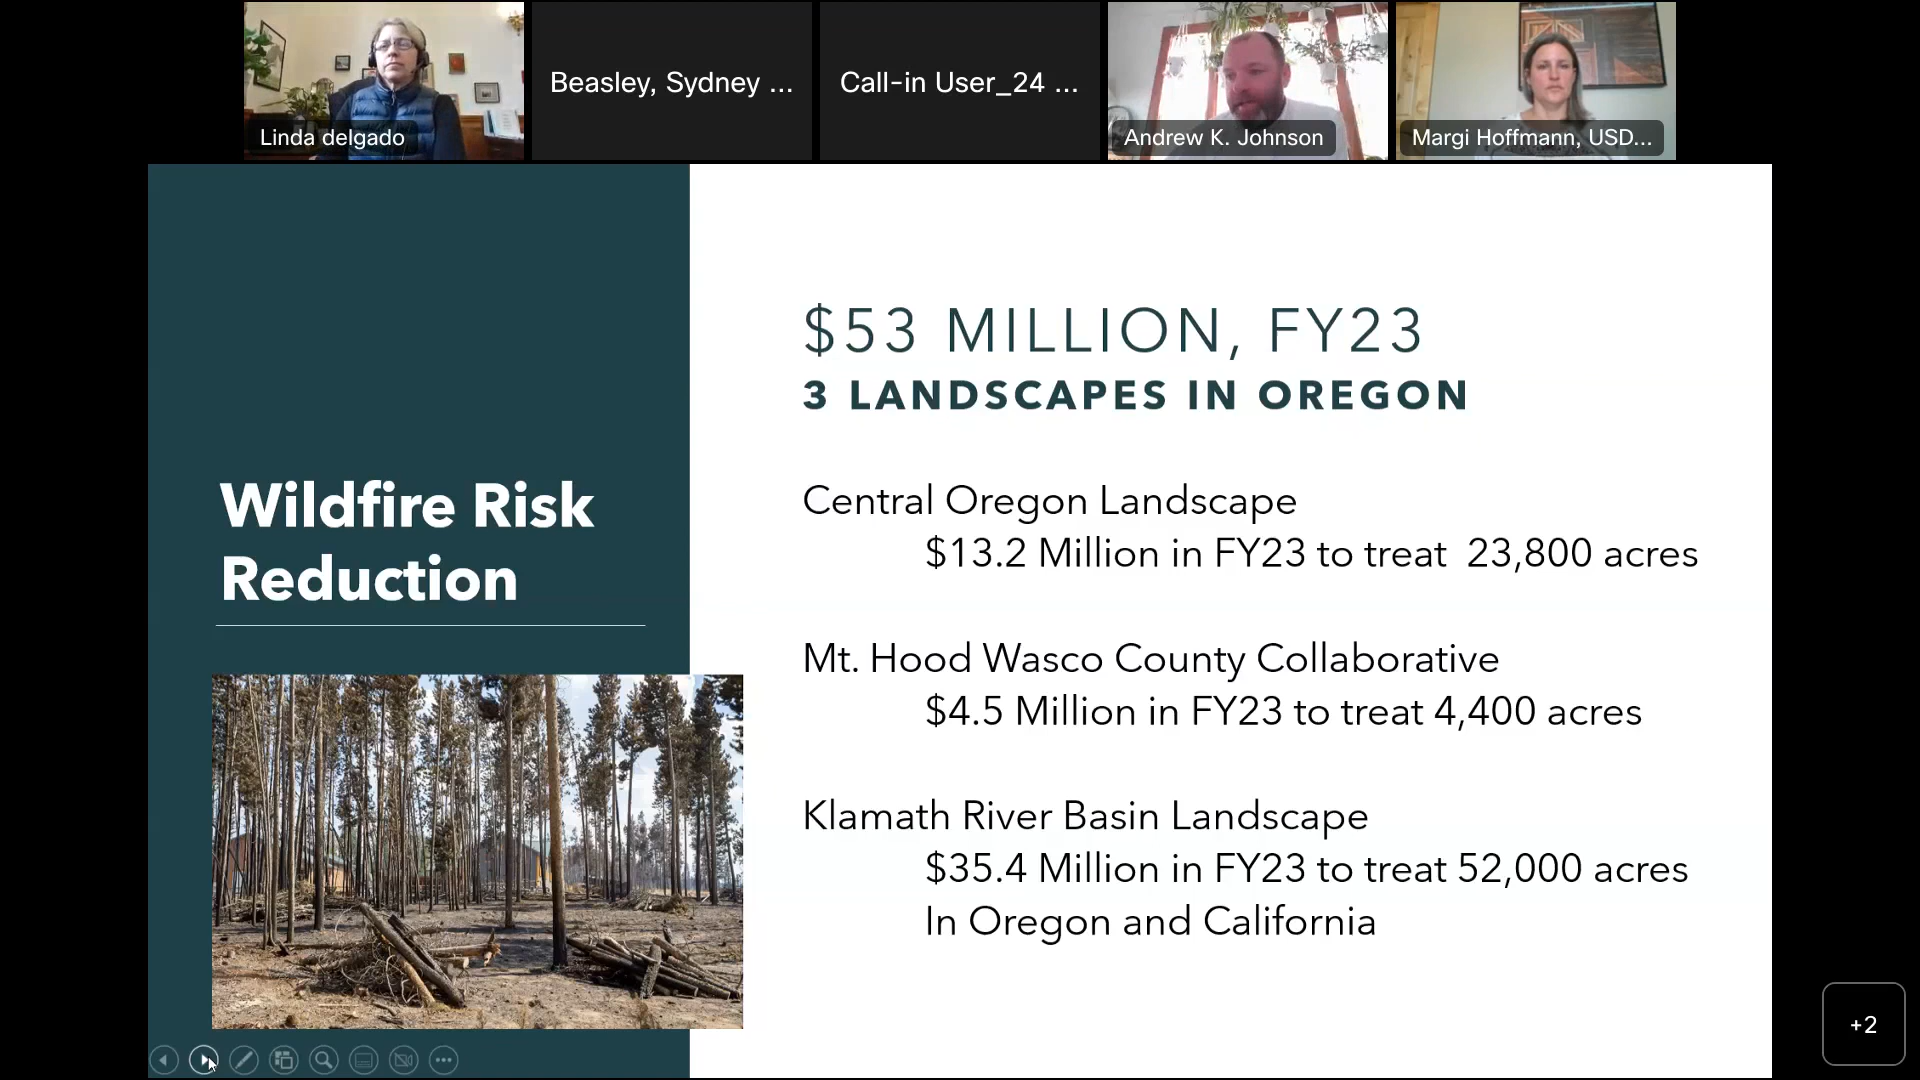 Linda delgado
Beasley, Sydney ...
Call-in User_24 ...
Andrew K. Johnson
Margi Hoffmann, USD...
Wildfire Risk
Reduction
$53 MILLION, FY23
3 LANDSCAPES IN OREGON
Central Oregon Landscape
$13.2 Million in FY23 to treat 23,800 acres
Mt. Hood Wasco County Collaborative
$4.5 Million in FY23 to treat 4,400 acres
Klamath River Basin Landscape
$35.4 Million in FY23 to treat 52,000 acres
In Oregon and California
+2